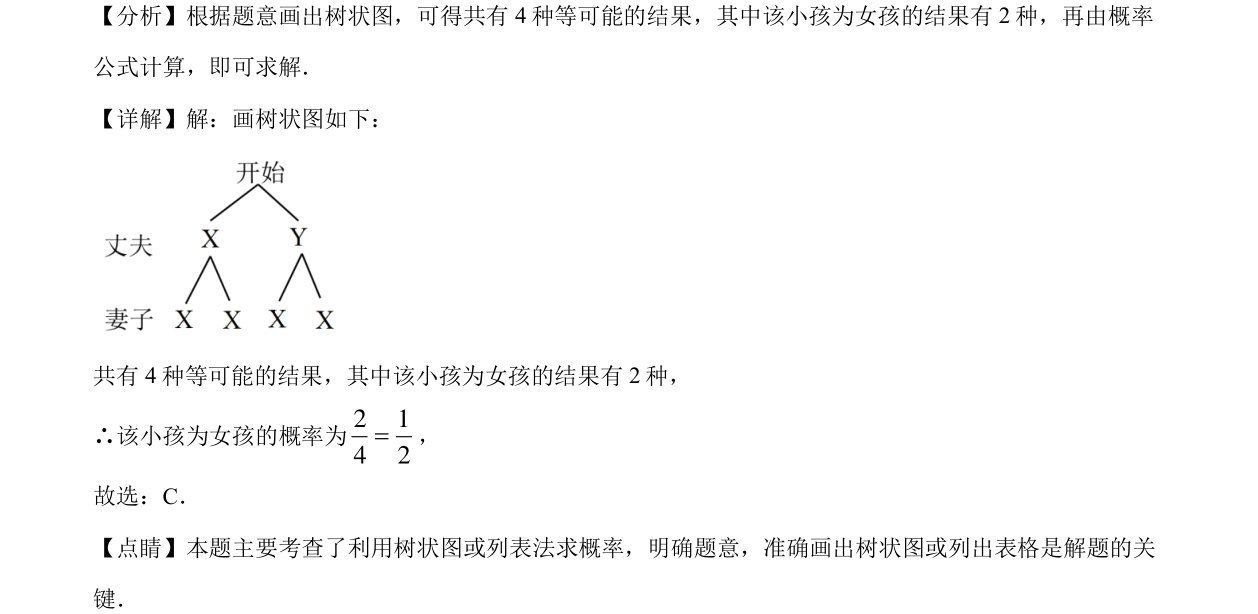 【分析】根据题意画出树状图，可得共有 4 种等可能的结果，其中该小孩为女孩的结果有 2 种，再由概率
公式计算，即可求解．
【详解】解：画树状图如下：
开始
丈夫 X Y
妻子 X X X X
共有 4 种等可能的结果，其中该小孩为女孩的结果有 2 种，
∴该小孩为女孩的概率为 2/4 = 1/2，
故选：C．
【点睛】本题主要考查了利用树状图或列表法求概率，明确题意，准确画出树状图或列出表格是解题的关
键．